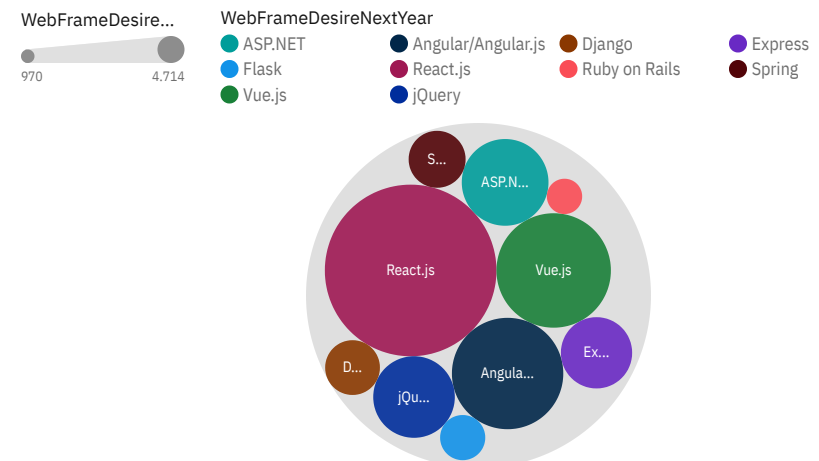 WebFrameDesire...
970
4.714
WebFrameDesireNextYear
ASP.NET
Angular/Angular.js
Django
Express
Flask
React.js
Ruby on Rails
Spring
Vue.js
jQuery
S...
ASP.N...
React.js
Vue.js
Ex...
D...
Angula...
jQu...